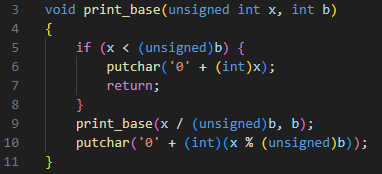 3 void print_base(unsigned int x, int b)
4 {
5     if (x < (unsigned)b) {
6         putchar('0' + (int)x);
7         return;
8     }
9     print_base(x / (unsigned)b, b);
10     putchar('0' + (int)(x % (unsigned)b));
11 }